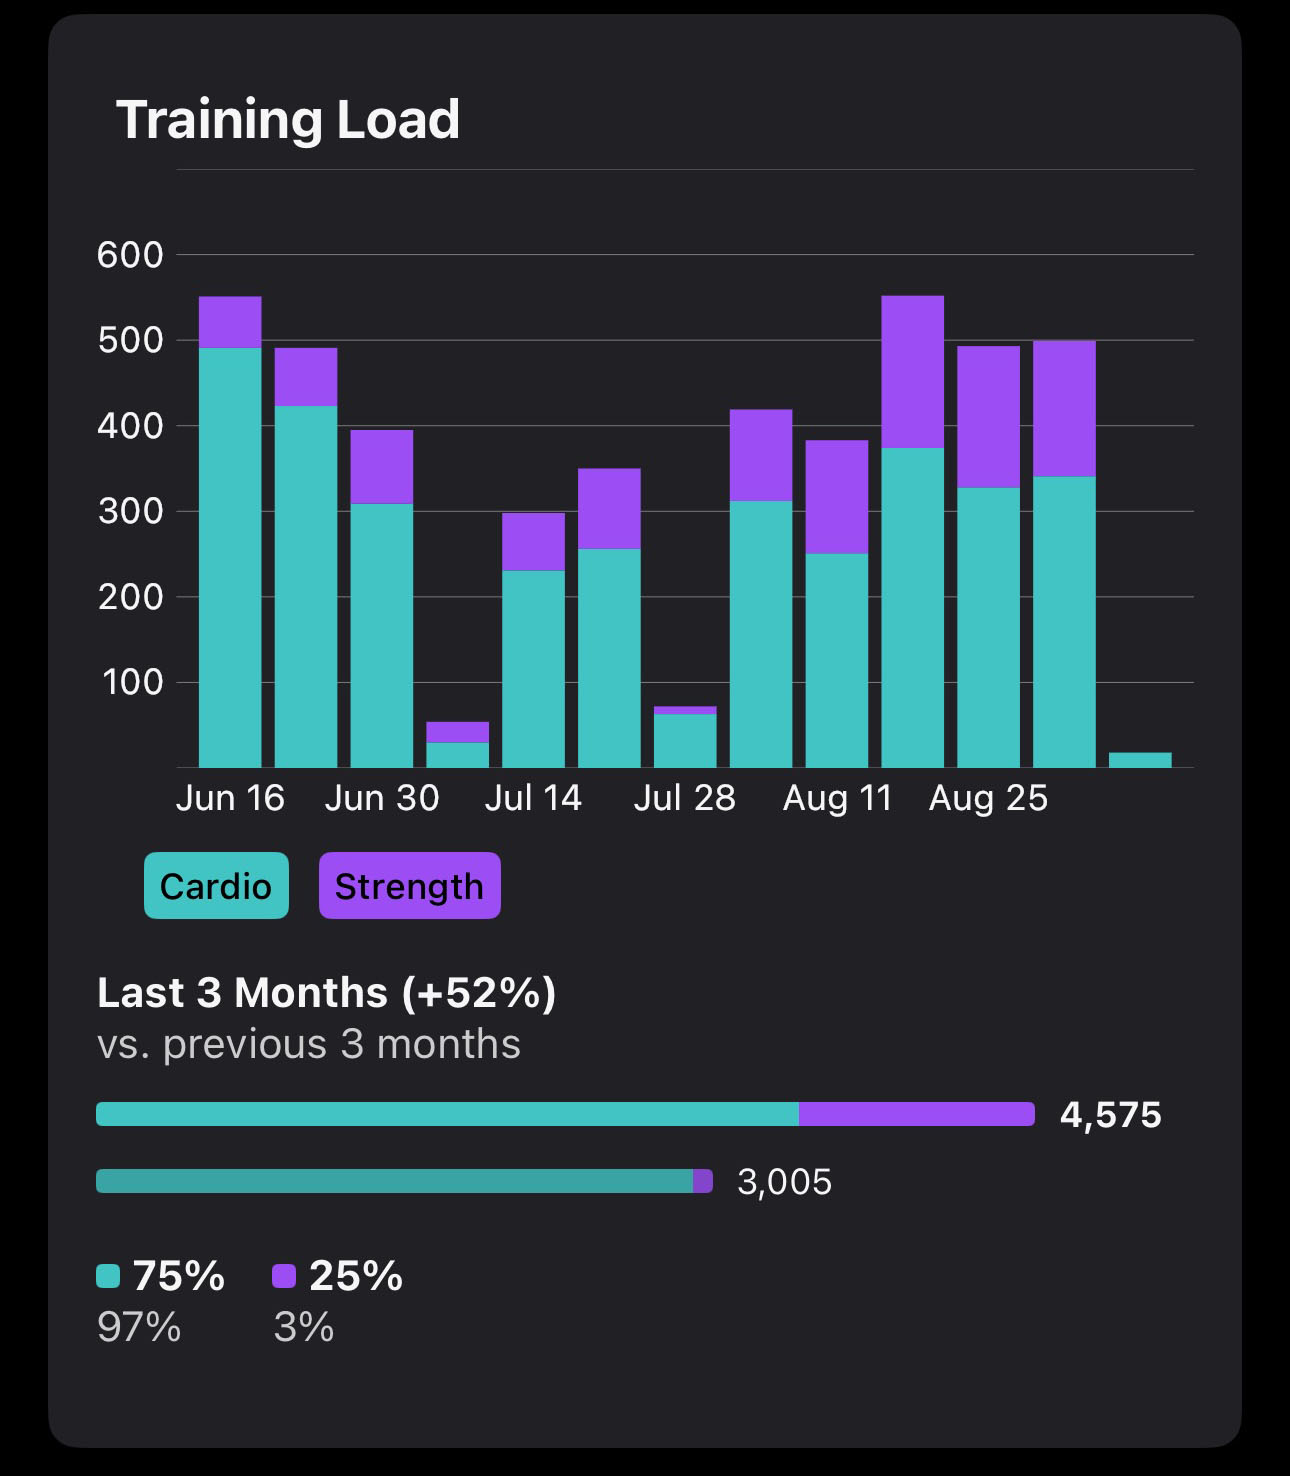 Training Load
600
500
400
300
200
100
Jun 16 Jun 30 Jul 14 Jul 28 Aug 11 Aug 25
Cardio Strength
Last 3 Months (+52%)
vs. previous 3 months
4,575
3,005
75% 25%
97% 3%